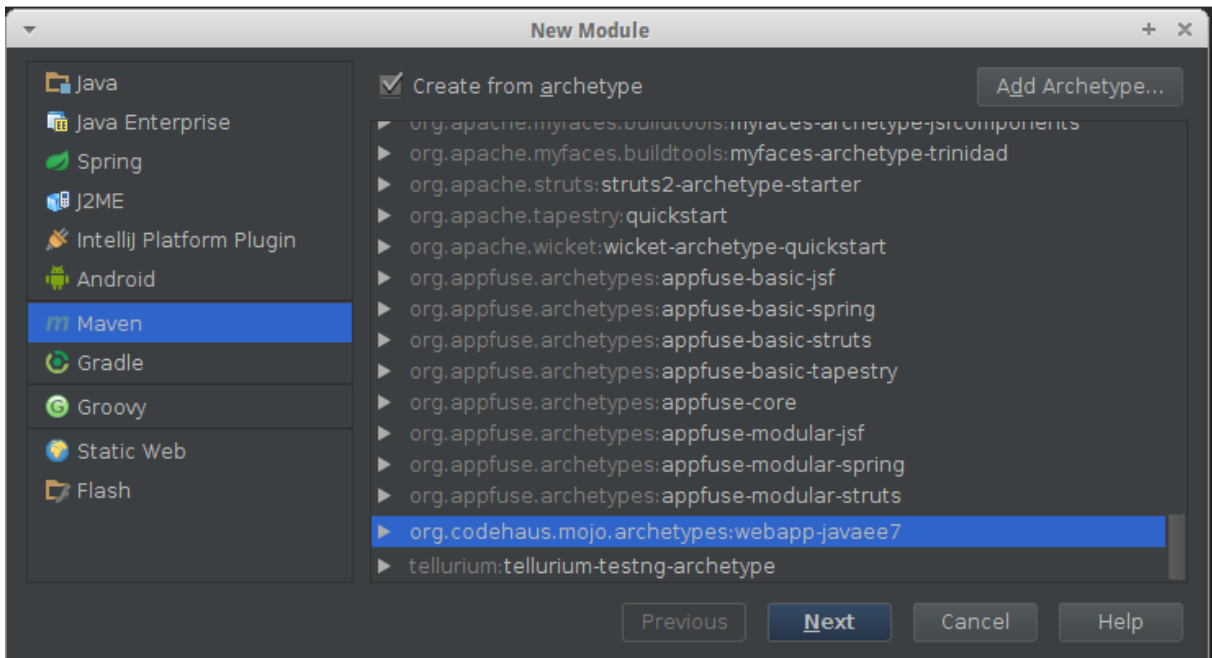 New Module
Java
Java Enterprise
Spring
J2ME
IntelliJ Platform Plugin
Android
Maven
Gradle
Groovy
Static Web
Flash
Create from archetype
Add Archetype...
org.apache.myfaces.buildtools:myfaces-archetype-jsfcomponents
org.apache.myfaces.buildtools:myfaces-archetype-trinidad
org.apache.struts:struts2-archetype-starter
org.apache.tapestry:quickstart
org.apache.wicket:wicket-archetype-quickstart
org.appfuse.archetypes:appfuse-basic-jsf
org.appfuse.archetypes:appfuse-basic-spring
org.appfuse.archetypes:appfuse-basic-struts
org.appfuse.archetypes:appfuse-basic-tapestry
org.appfuse.archetypes:appfuse-core
org.appfuse.archetypes:appfuse-modular-jsf
org.appfuse.archetypes:appfuse-modular-spring
org.appfuse.archetypes:appfuse-modular-struts
org.codehaus.mojo.archetypes:webapp-javaee7
tellurium:tellurium-testng-archetype
Previous
Next
Cancel
Help